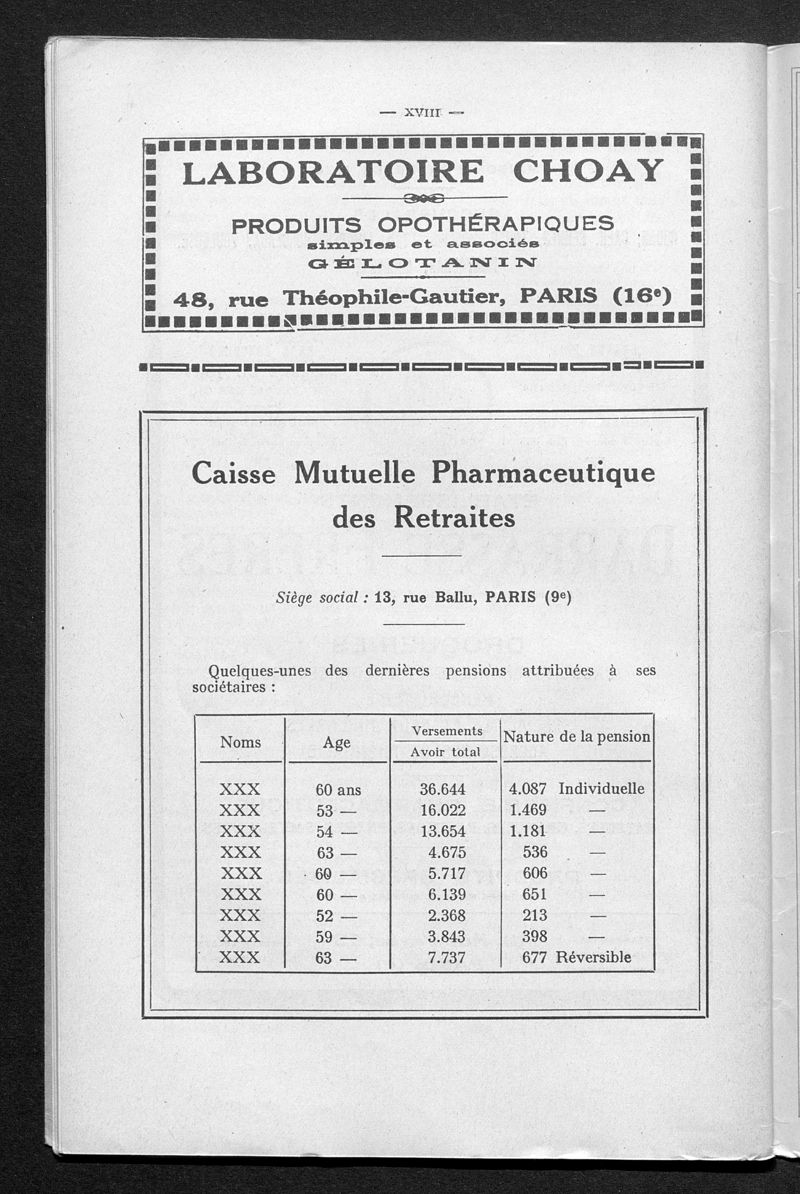 — XVIII —
LABORATOIRE CHOAY
PRODUITS OPOTHÉRAPIQUES
simples et associés
GÉLOTANIN
48, rue Théophile-Gautier, PARIS (16e)
Caisse Mutuelle Pharmaceutique
des Retraites
Siège social : 13, rue Ballu, PARIS (9e)
Quelques-unes des dernières pensions attribuées à ses
sociétaires :
Noms Age Versements Avoir total Nature de la pension
XXX 60 ans 36.644 4.087 Individuelle
XXX 53 — 16.022 1.469 —
XXX 54 — 13.654 1.181 —
XXX 63 — 4.675 536 —
XXX 60 — 5.717 606 —
XXX 60 — 6.139 651 —
XXX 52 — 2.368 213 —
XXX 59 — 3.843 398 —
XXX 63 — 7.737 677 Réversible